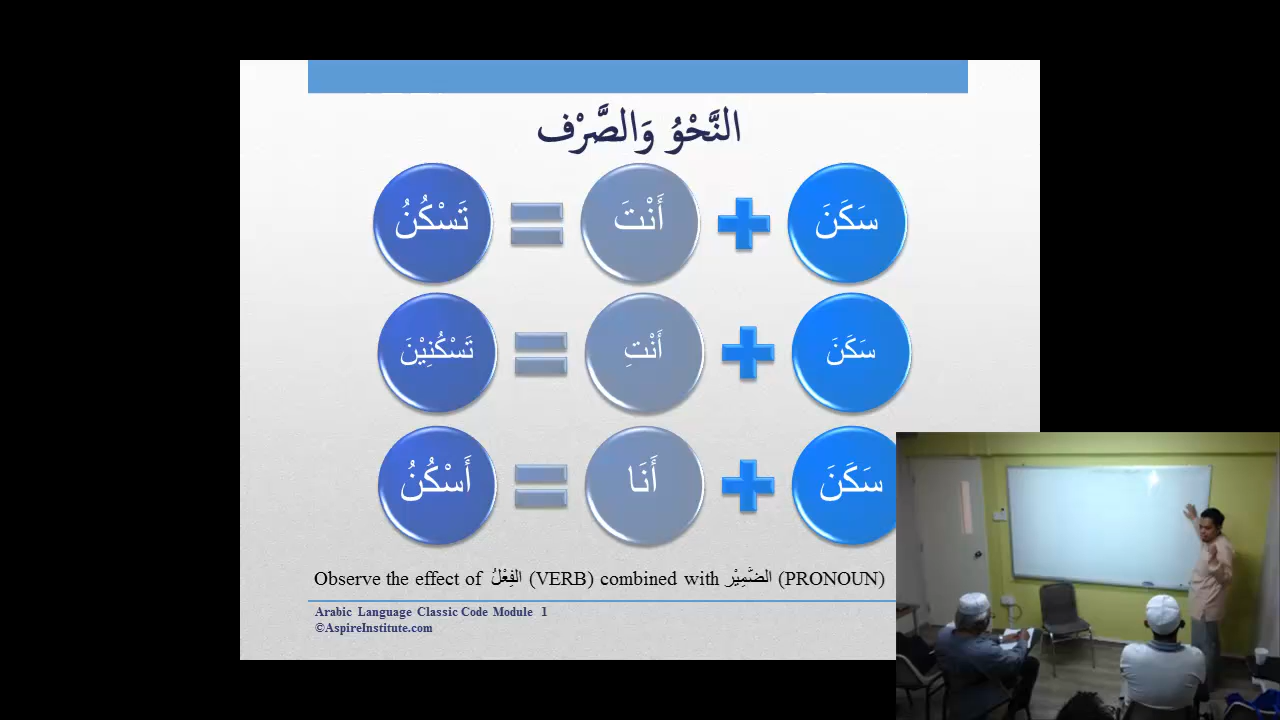 النَّحْوُ وَالصَّرْف
سَكَنَ + أَنْتَ = تَسْكُنُ
سَكَنَ + أَنْتِ = تَسْكُنِيْنَ
سَكَنَ + أَنَا = أَسْكُنُ
Observe the effect of الفِعْلُ (VERB) combined with الضَّمِيْر (PRONOUN)
Arabic Language Classic Code Module 1
©AspireInstitute.com